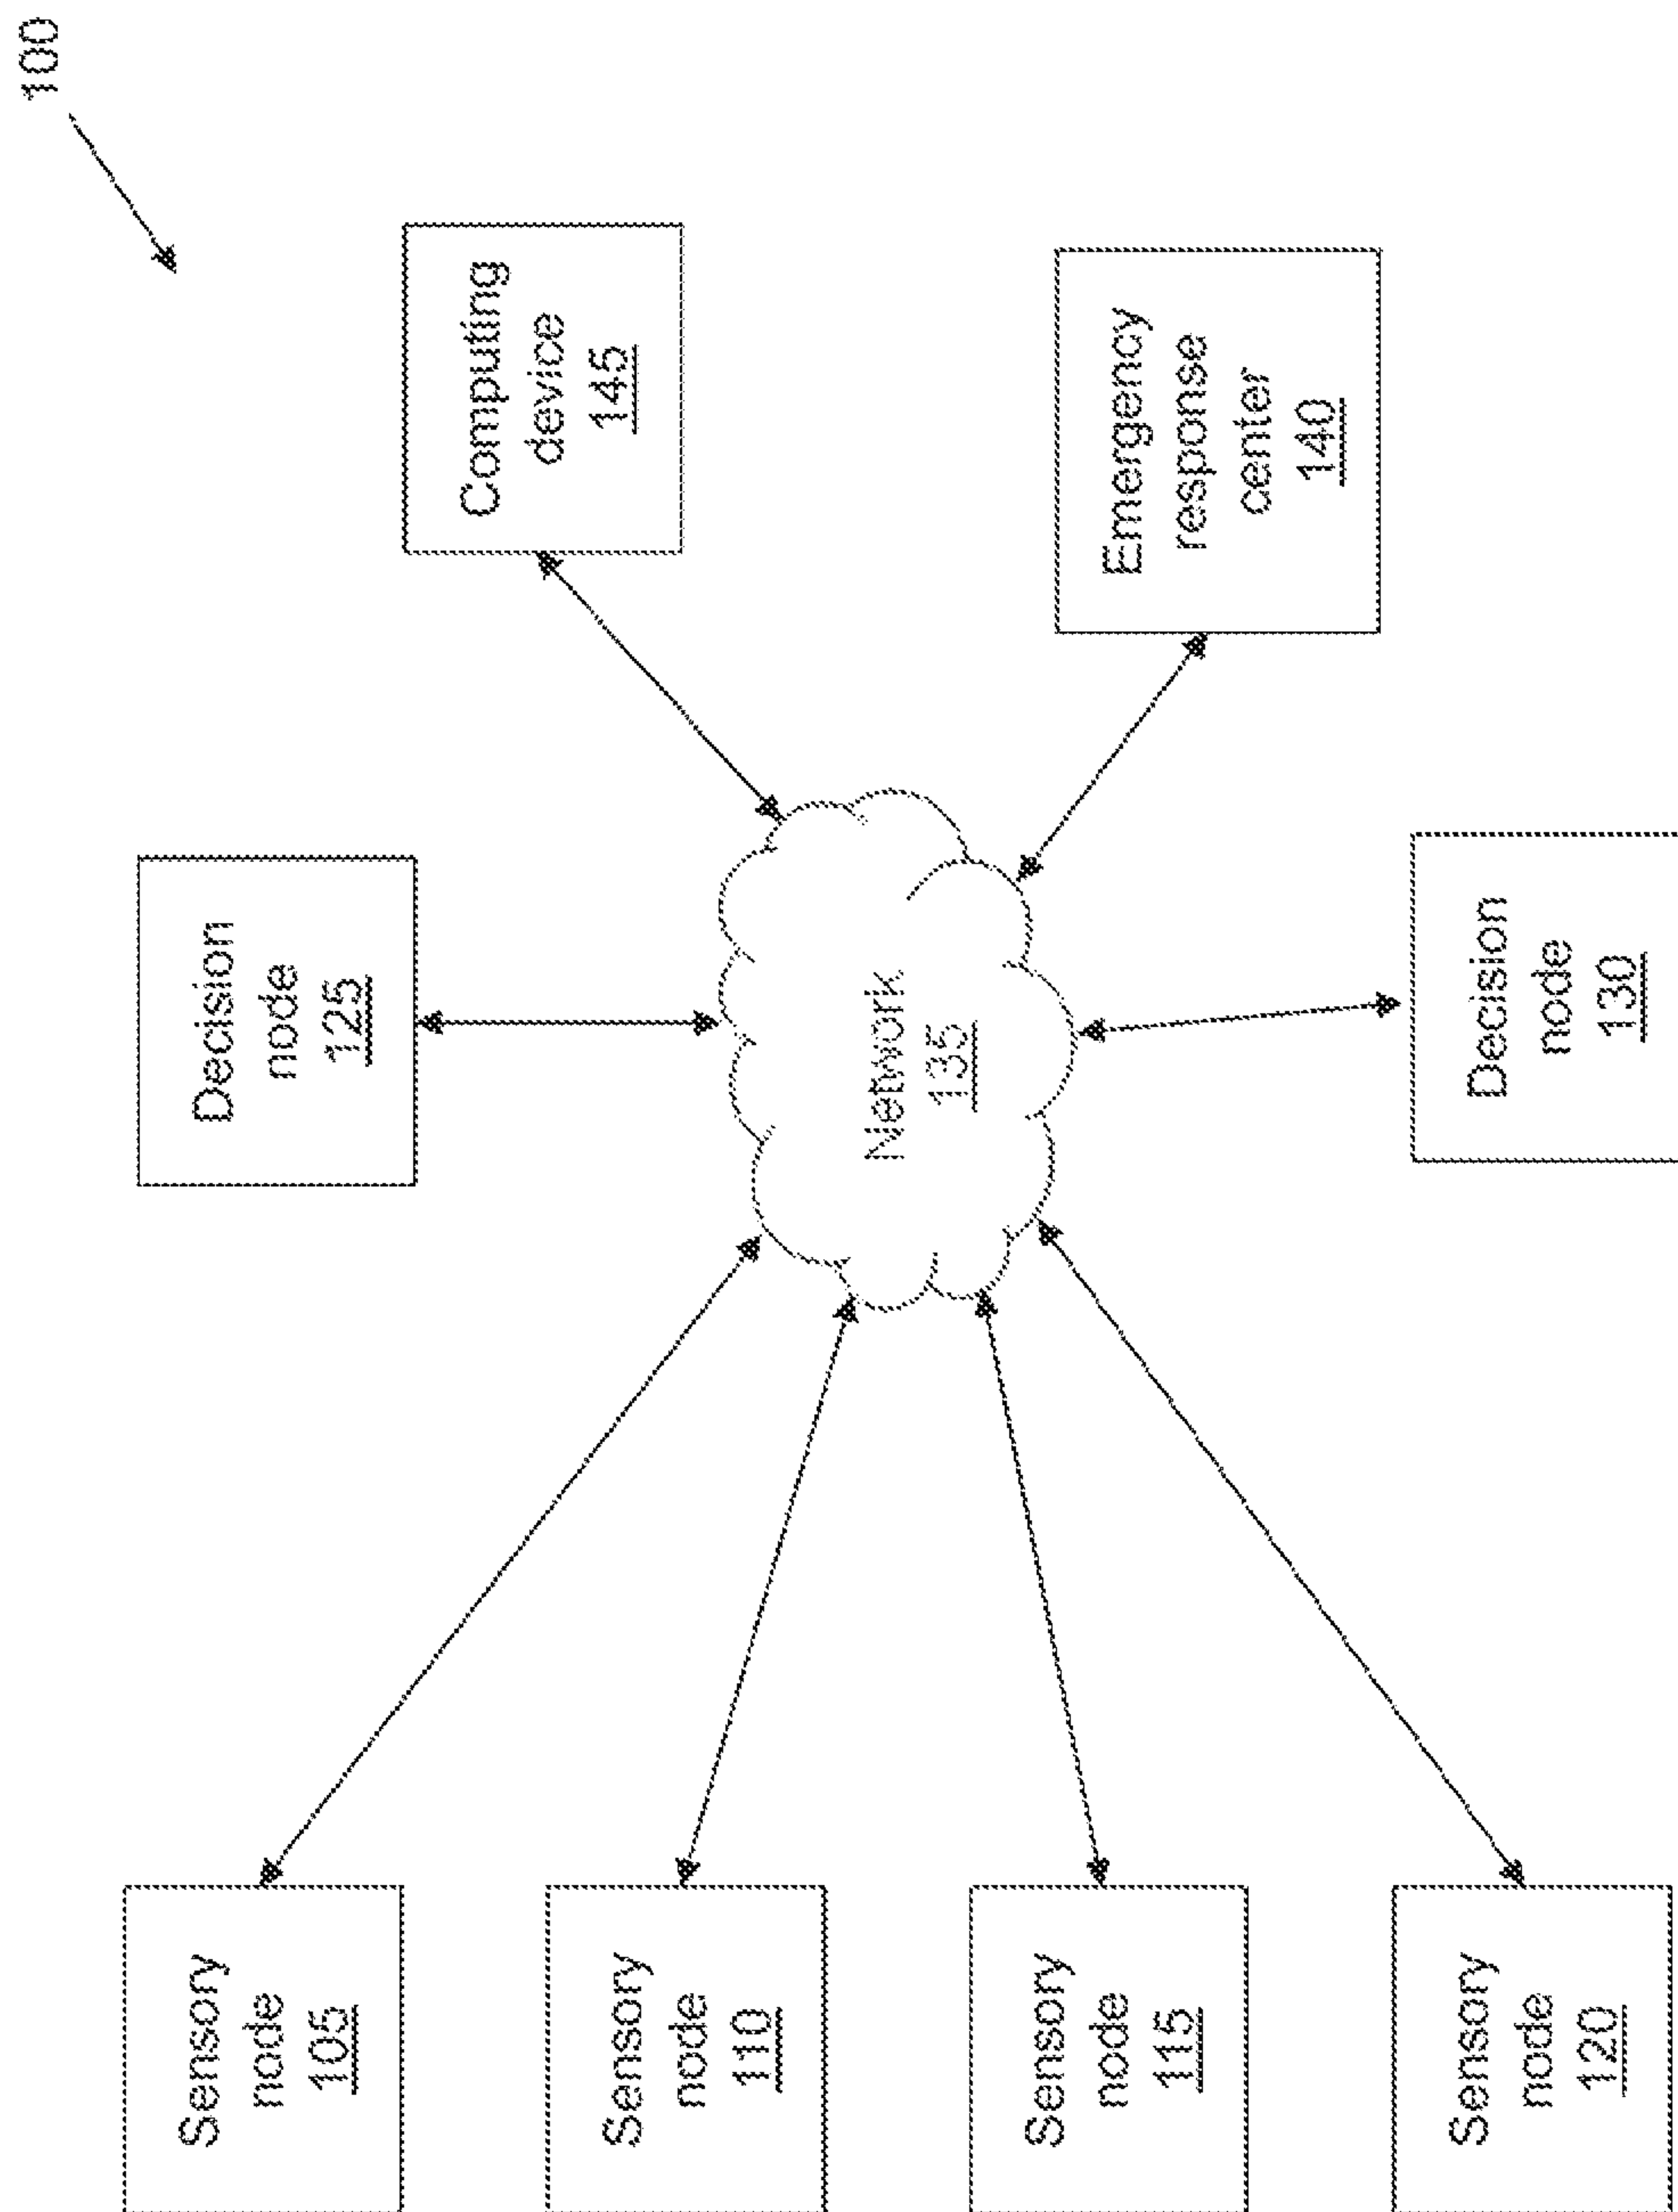 100
Decision
node
125
Computing
device
145
Sensory
node
105
Sensory
node
110
Network
135
Sensory
node
115
Emergency
response
center
140
Sensory
node
120
Decision
node
130